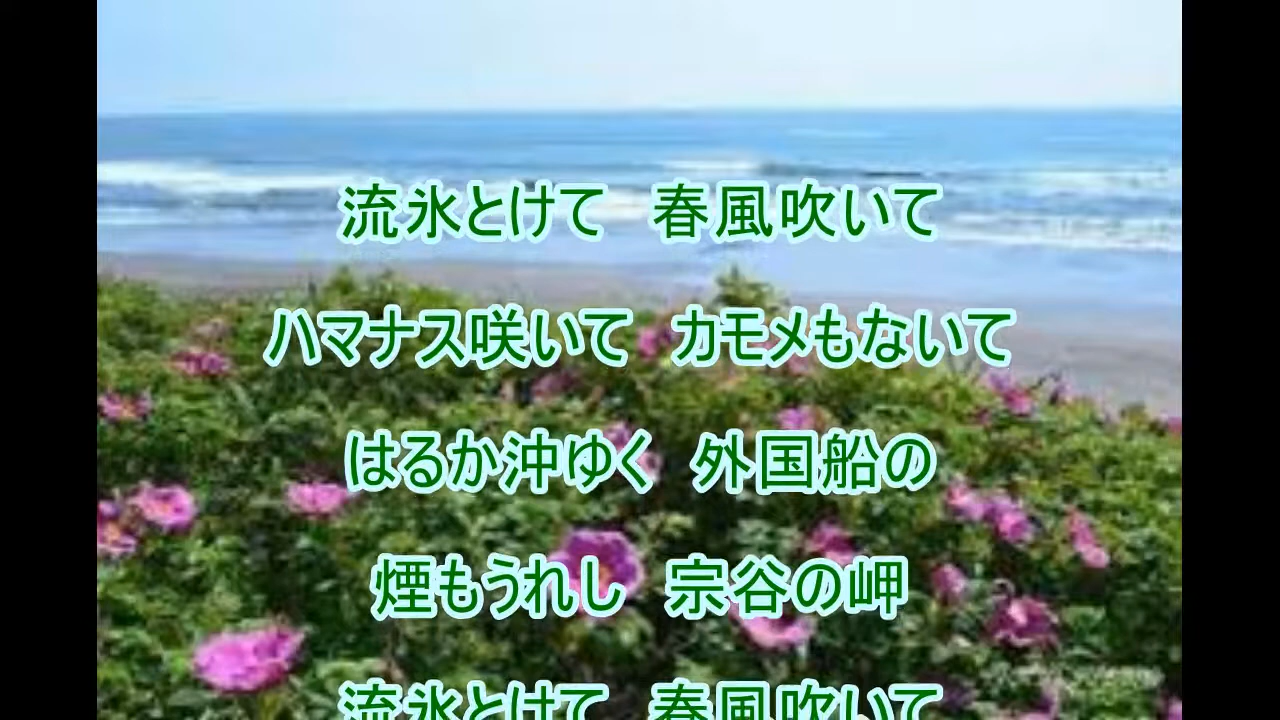 流氷とけて　春風吹いて
ハマナス咲いて　カモメもないて
はるか沖ゆく　外国船の
煙もうれし　宗谷の岬
流氷とけて　春風吹いて